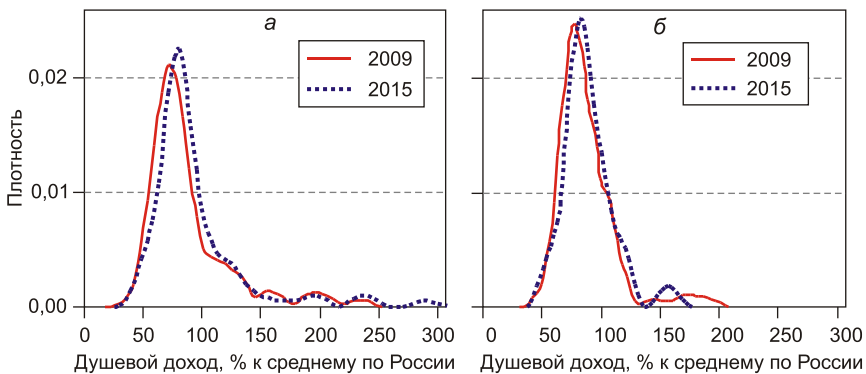 а
б
2009
2015
2009
2015
Плотность
0,02
0,01
0,00
0 50 100 150 200 250 300
0 50 100 150 200 250 300
Душевой доход, % к среднему по России
Душевой доход, % к среднему по России